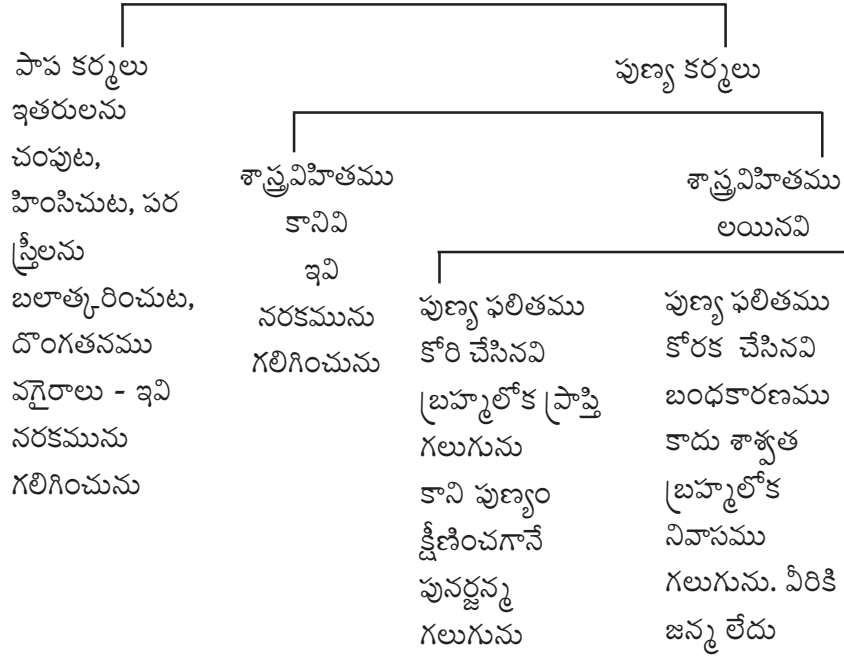 పాప కర్మలు
ఇతరులను
చంపుట,
హింసిచుట, పర
స్త్రీలను
బలాత్కరించుట,
దొంగతనము
వగైరాలు - ఇవి
నరకమును
గలిగించును
పుణ్య కర్మలు
శాస్త్రవిహితము
కానివి
ఇవి
నరకమును
గలిగించును
శాస్త్రవిహితము
లయినవి
పుణ్య ఫలితము
కోరి చేసినవి
బ్రహ్మలోక ప్రాప్తి
గలుగును
కాని పుణ్యం
క్షీణించగానే
పునర్జన్మ
గలుగును
పుణ్య ఫలితము
కోరక చేసినవి
బంధకారణము
కాదు శాశ్వత
బ్రహ్మలోక
నివాసము
గలుగును. వీరికి
జన్మ లేదు